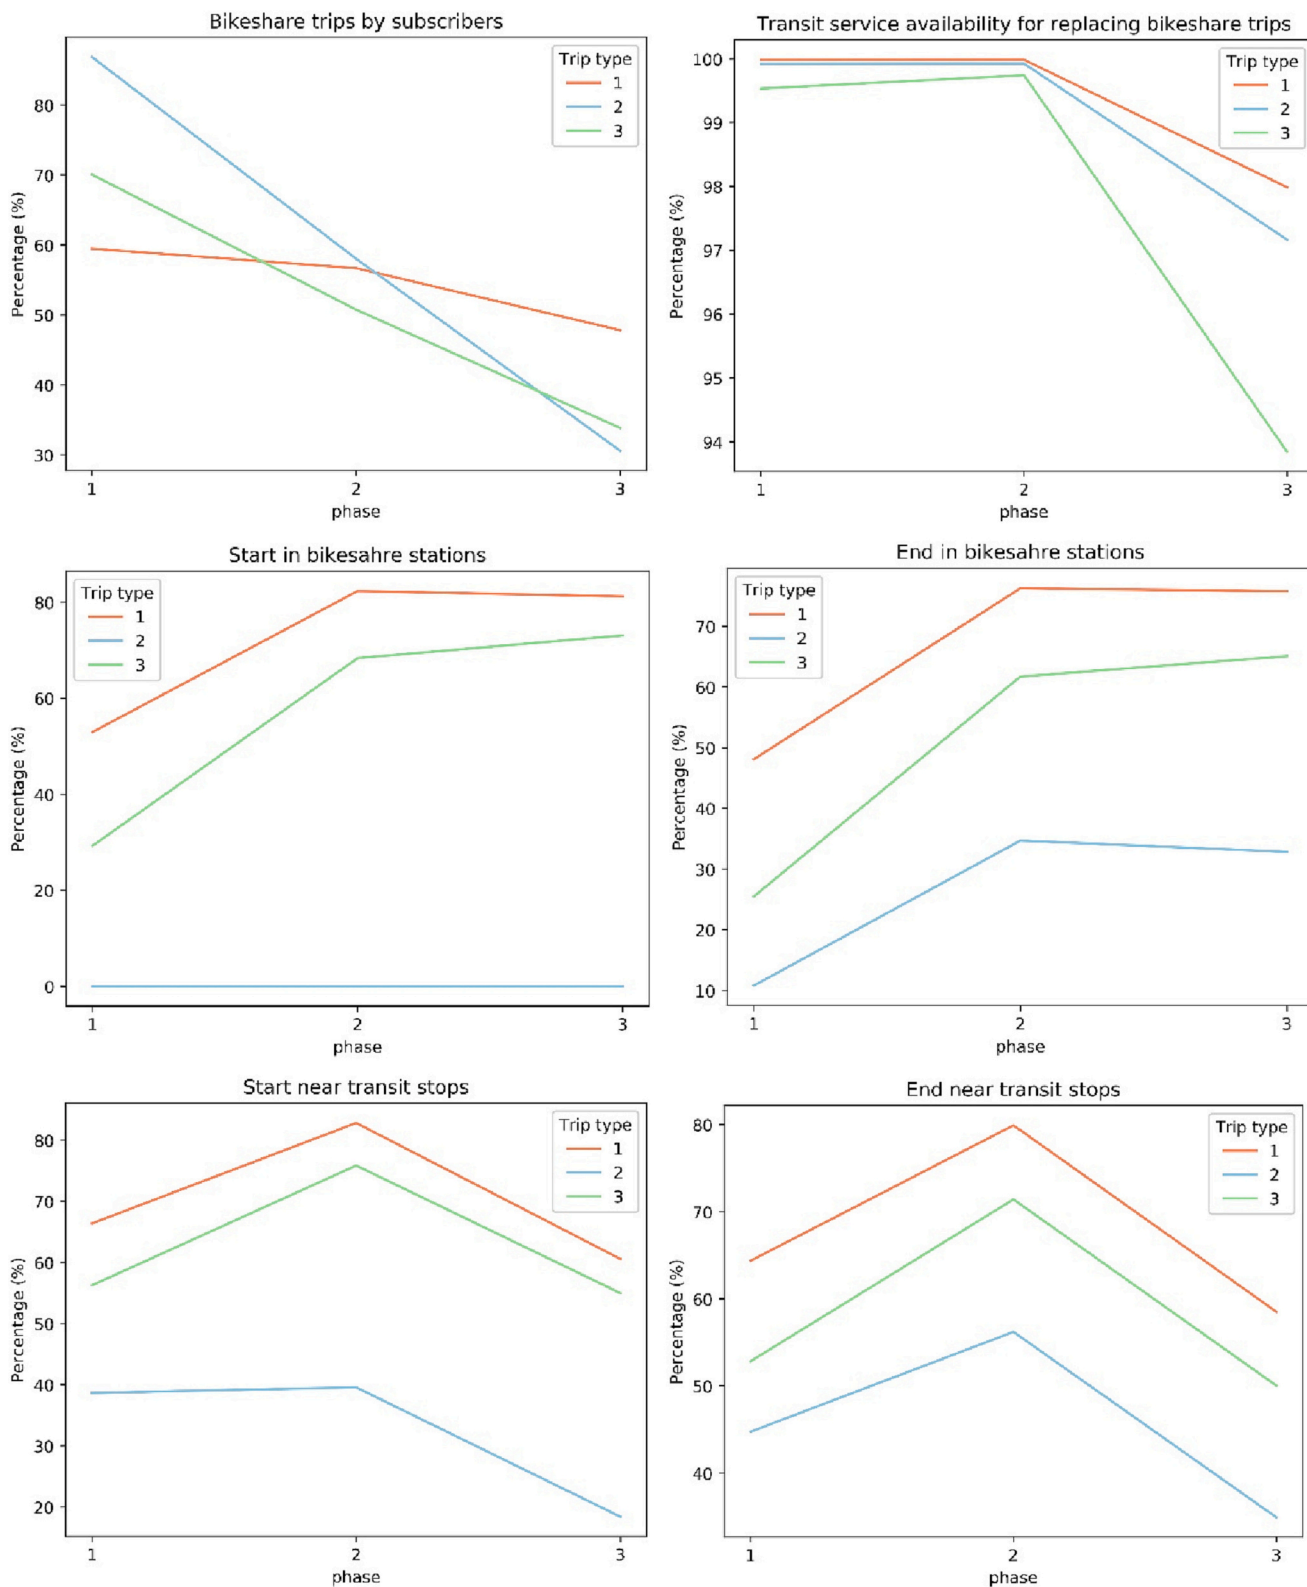 Bikeshare trips by subscribers
Percentage (%)
80
70
60
50
40
30
Trip type
1
2
3
1 2 3
phase
Transit service availability for replacing bikeshare trips
Percentage (%)
100
99
98
97
96
95
94
Trip type
1
2
3
1 2 3
phase
Start in bikesahre stations
Percentage (%)
80
60
40
20
0
Trip type
1
2
3
1 2 3
phase
End in bikesahre stations
Percentage (%)
70
60
50
40
30
20
10
Trip type
1
2
3
1 2 3
phase
Start near transit stops
Percentage (%)
80
70
60
50
40
30
20
Trip type
1
2
3
1 2 3
phase
End near transit stops
Percentage (%)
80
70
60
50
40
Trip type
1
2
3
1 2 3
phase